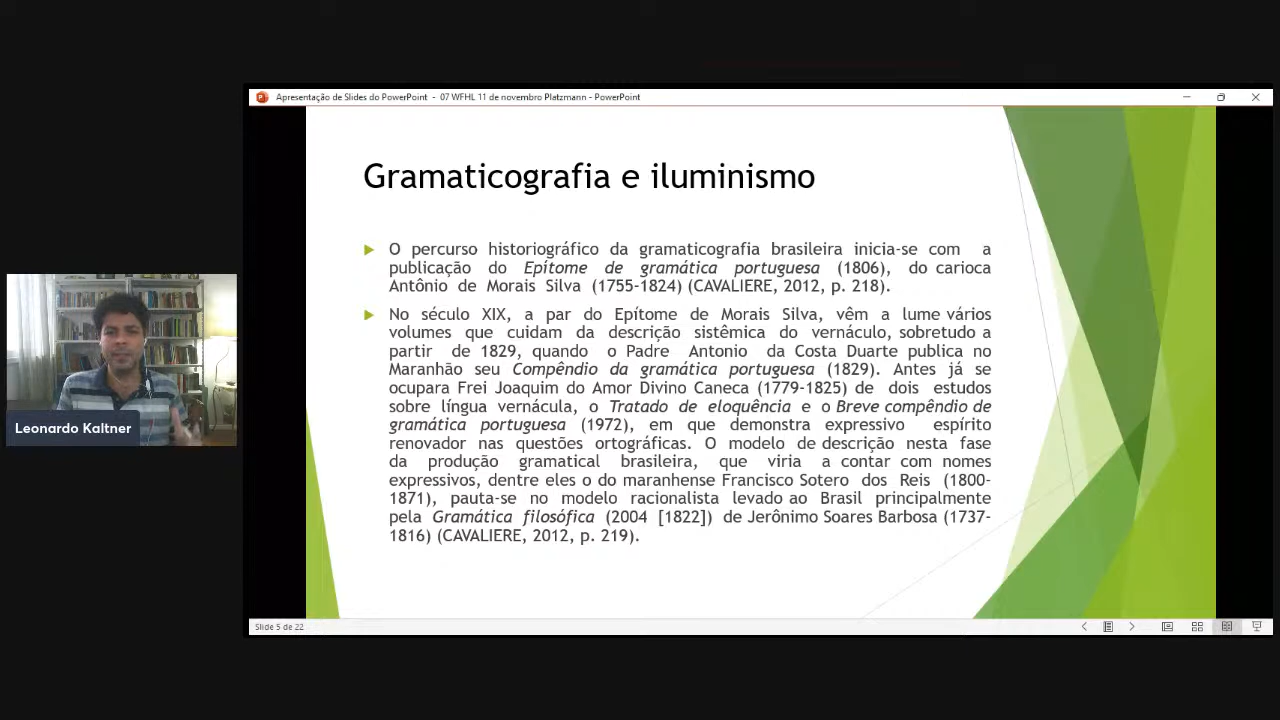 Apresentação de Slides do PowerPoint - 07 WFHL 11 de novembro Platzmann - PowerPoint
Gramaticografia e iluminismo
O percurso historiográfico da gramaticografia brasileira inicia-se com a
publicação do Epítome de gramática portuguesa (1806), do carioca
Antônio de Morais Silva (1755-1824) (CAVALIERE, 2012, p. 218).
No século XIX, a par do Epítome de Morais Silva, vêm a lume vários
volumes que cuidam da descrição sistêmica do vernáculo, sobretudo a
partir de 1829, quando o Padre Antonio da Costa Duarte publica no
Maranhão seu Compêndio da gramática portuguesa (1829). Antes já se
ocupara Frei Joaquim do Amor Divino Caneca (1779-1825) de dois estudos
sobre língua vernácula, o Tratado de eloquência e o Breve compêndio de
gramática portuguesa (1972), em que demonstra expressivo espírito
renovador nas questões ortográficas. O modelo de descrição nesta fase
da produção gramatical brasileira, que viria a contar com nomes
expressivos, dentre eles o do maranhense Francisco Sotero dos Reis (1800-
1871), pauta-se no modelo racionalista levado ao Brasil principalmente
pela Gramática filosófica (2004 [1822]) de Jerônimo Soares Barbosa (1737-
1816) (CAVALIERE, 2012, p. 219).
Leonardo Kaltner
Slide 5 de 22